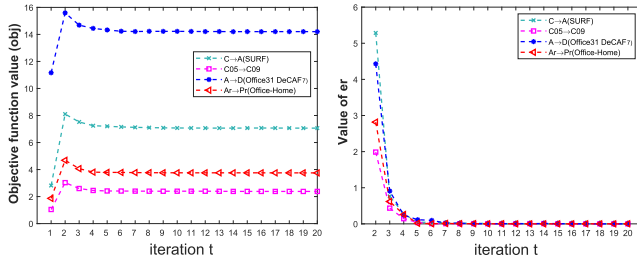 Objective function value (obj)
16
14
12
10
8
6
4
2
0
C→A(SURF)
C05→C09
A→D(Office31 DeCAF7)
Ar→Pr(Office-Home)
1 2 3 4 5 6 7 8 9 10 11 12 13 14 15 16 17 18 19 20
iteration t
Value of er
6
5
4
3
2
1
0
C→A(SURF)
C05→C09
A→D(Office31 DeCAF7)
Ar→Pr(Office-Home)
2 3 4 5 6 7 8 9 10 11 12 13 14 15 16 17 18 19 20
iteration t